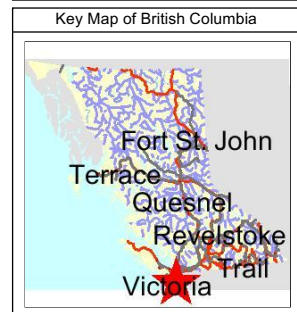 Key Map of British Columbia
Fort St. John
Terrace
Quesnel
Revelstoke
Trail
Victoria